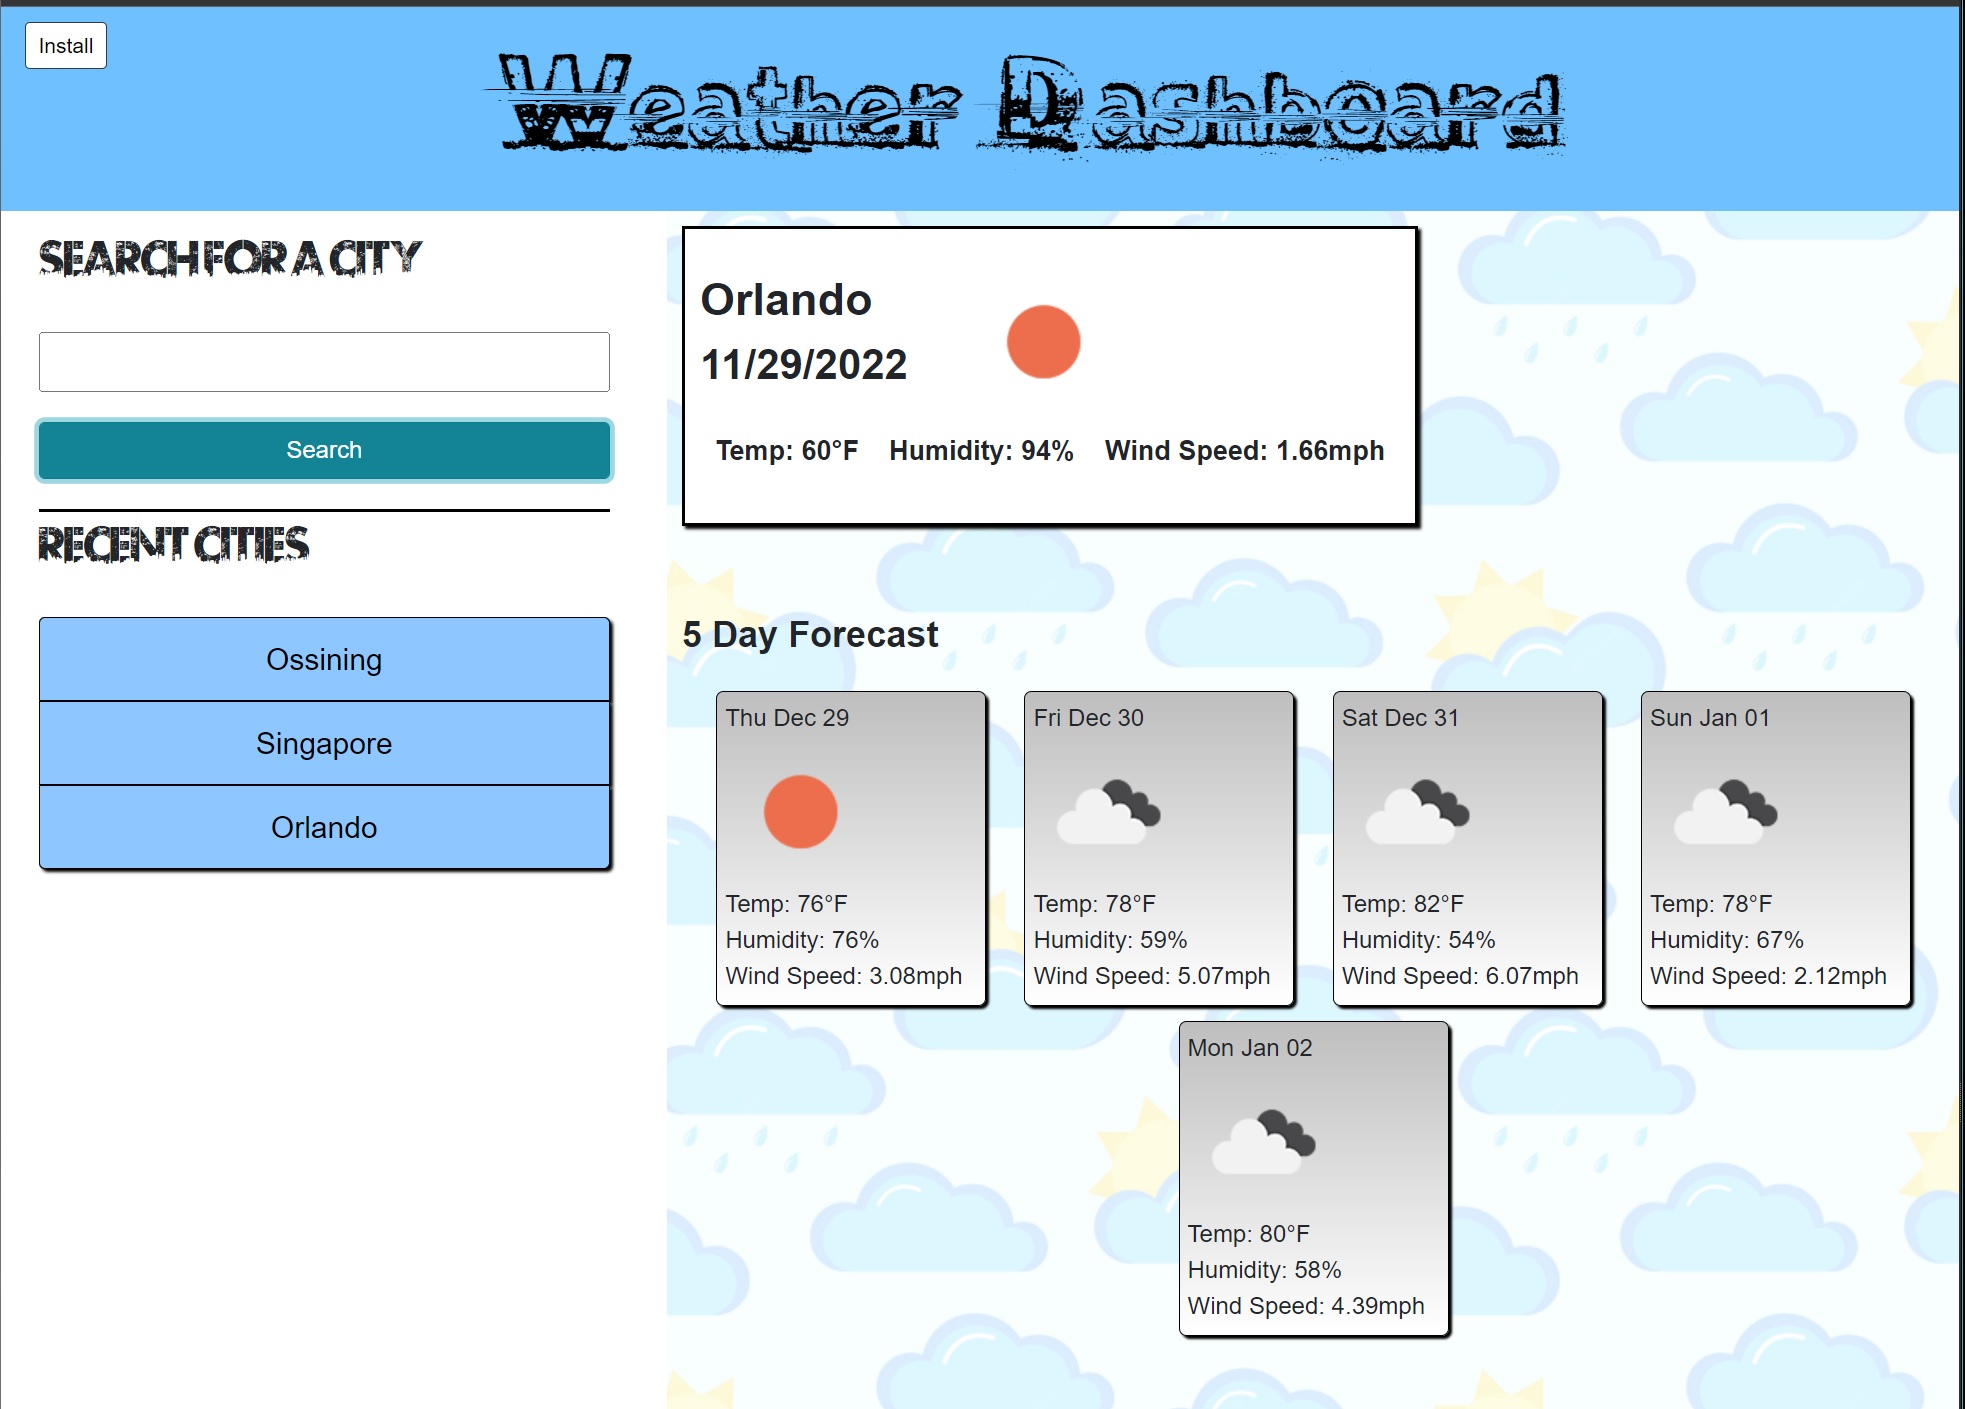 Install
Weather Dashboard
SEARCH FOR A CITY
Search
RECENT CITIES
Ossining
Singapore
Orlando
Orlando
11/29/2022
Temp: 60°F Humidity: 94% Wind Speed: 1.66mph
5 Day Forecast
Thu Dec 29
Temp: 76°F
Humidity: 76%
Wind Speed: 3.08mph
Fri Dec 30
Temp: 78°F
Humidity: 59%
Wind Speed: 5.07mph
Sat Dec 31
Temp: 82°F
Humidity: 54%
Wind Speed: 6.07mph
Sun Jan 01
Temp: 78°F
Humidity: 67%
Wind Speed: 2.12mph
Mon Jan 02
Temp: 80°F
Humidity: 58%
Wind Speed: 4.39mph